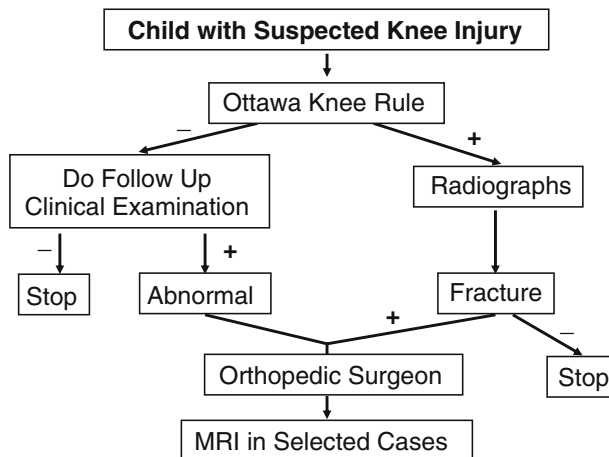 Child with Suspected Knee Injury
Ottawa Knee Rule
– +
Do Follow Up
Clinical Examination
Radiographs
– +
Stop
Abnormal
Fracture
+ –
Orthopedic Surgeon
Stop
MRI in Selected Cases